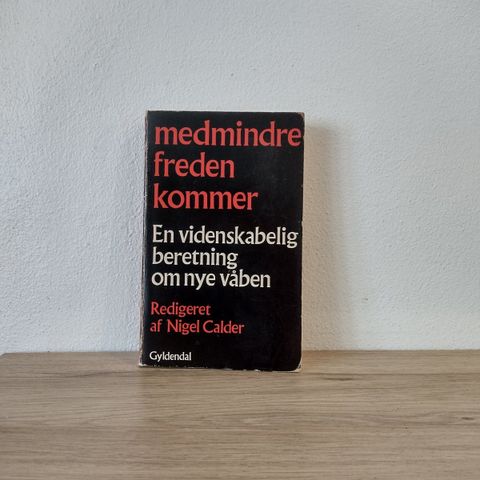 medmindre
freden
kommer
En videnskabelig
beretning
om nye våben
Redigeret
af Nigel Calder
Gyldendal